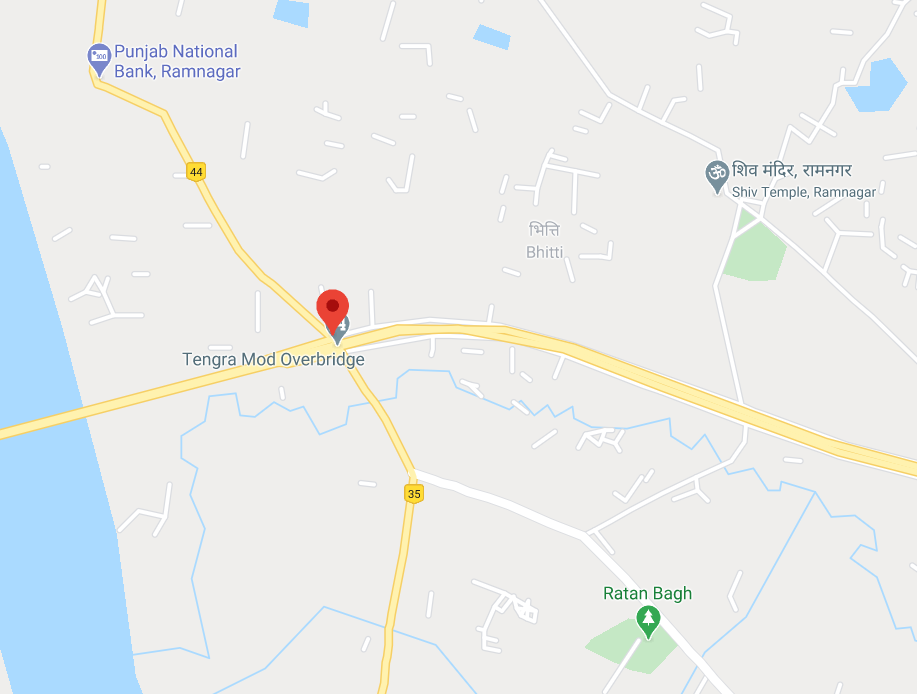 Punjab National
Bank, Ramnagar
44
शिव मंदिर, रामनगर
Shiv Temple, Ramnagar
भित्ति
Bhitti
Tengra Mod Overbridge
35
Ratan Bagh